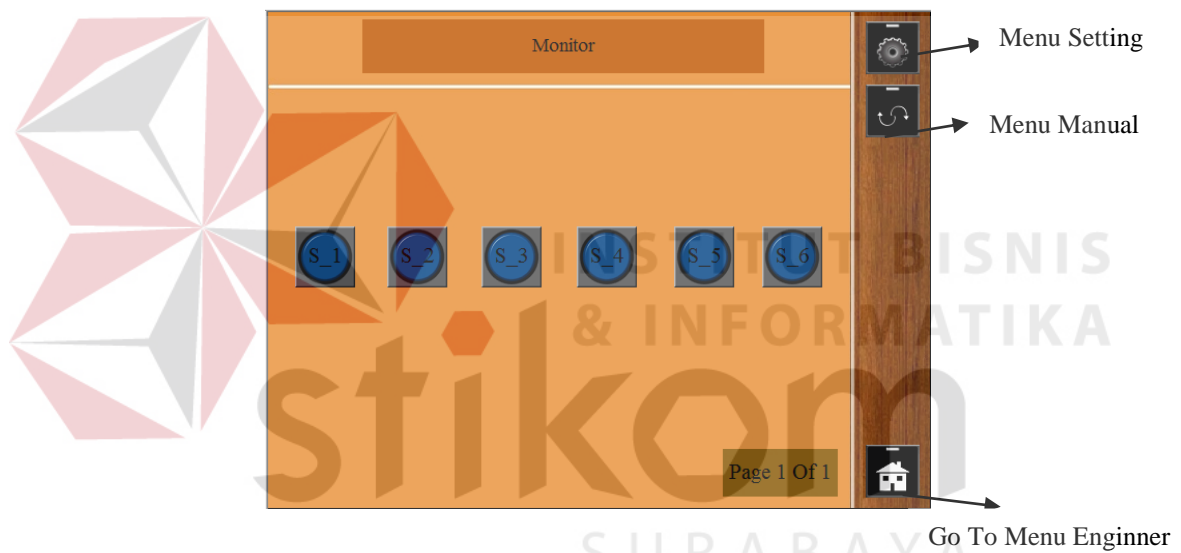 Monitor
Menu Setting
Menu Manual
S_1 S_2 S_3 S_4 S_5 S_6
INSTITUT BISNIS
& INFORMATIKA
stikom
Page 1 Of 1
Go To Menu Enginner
SURABAYA